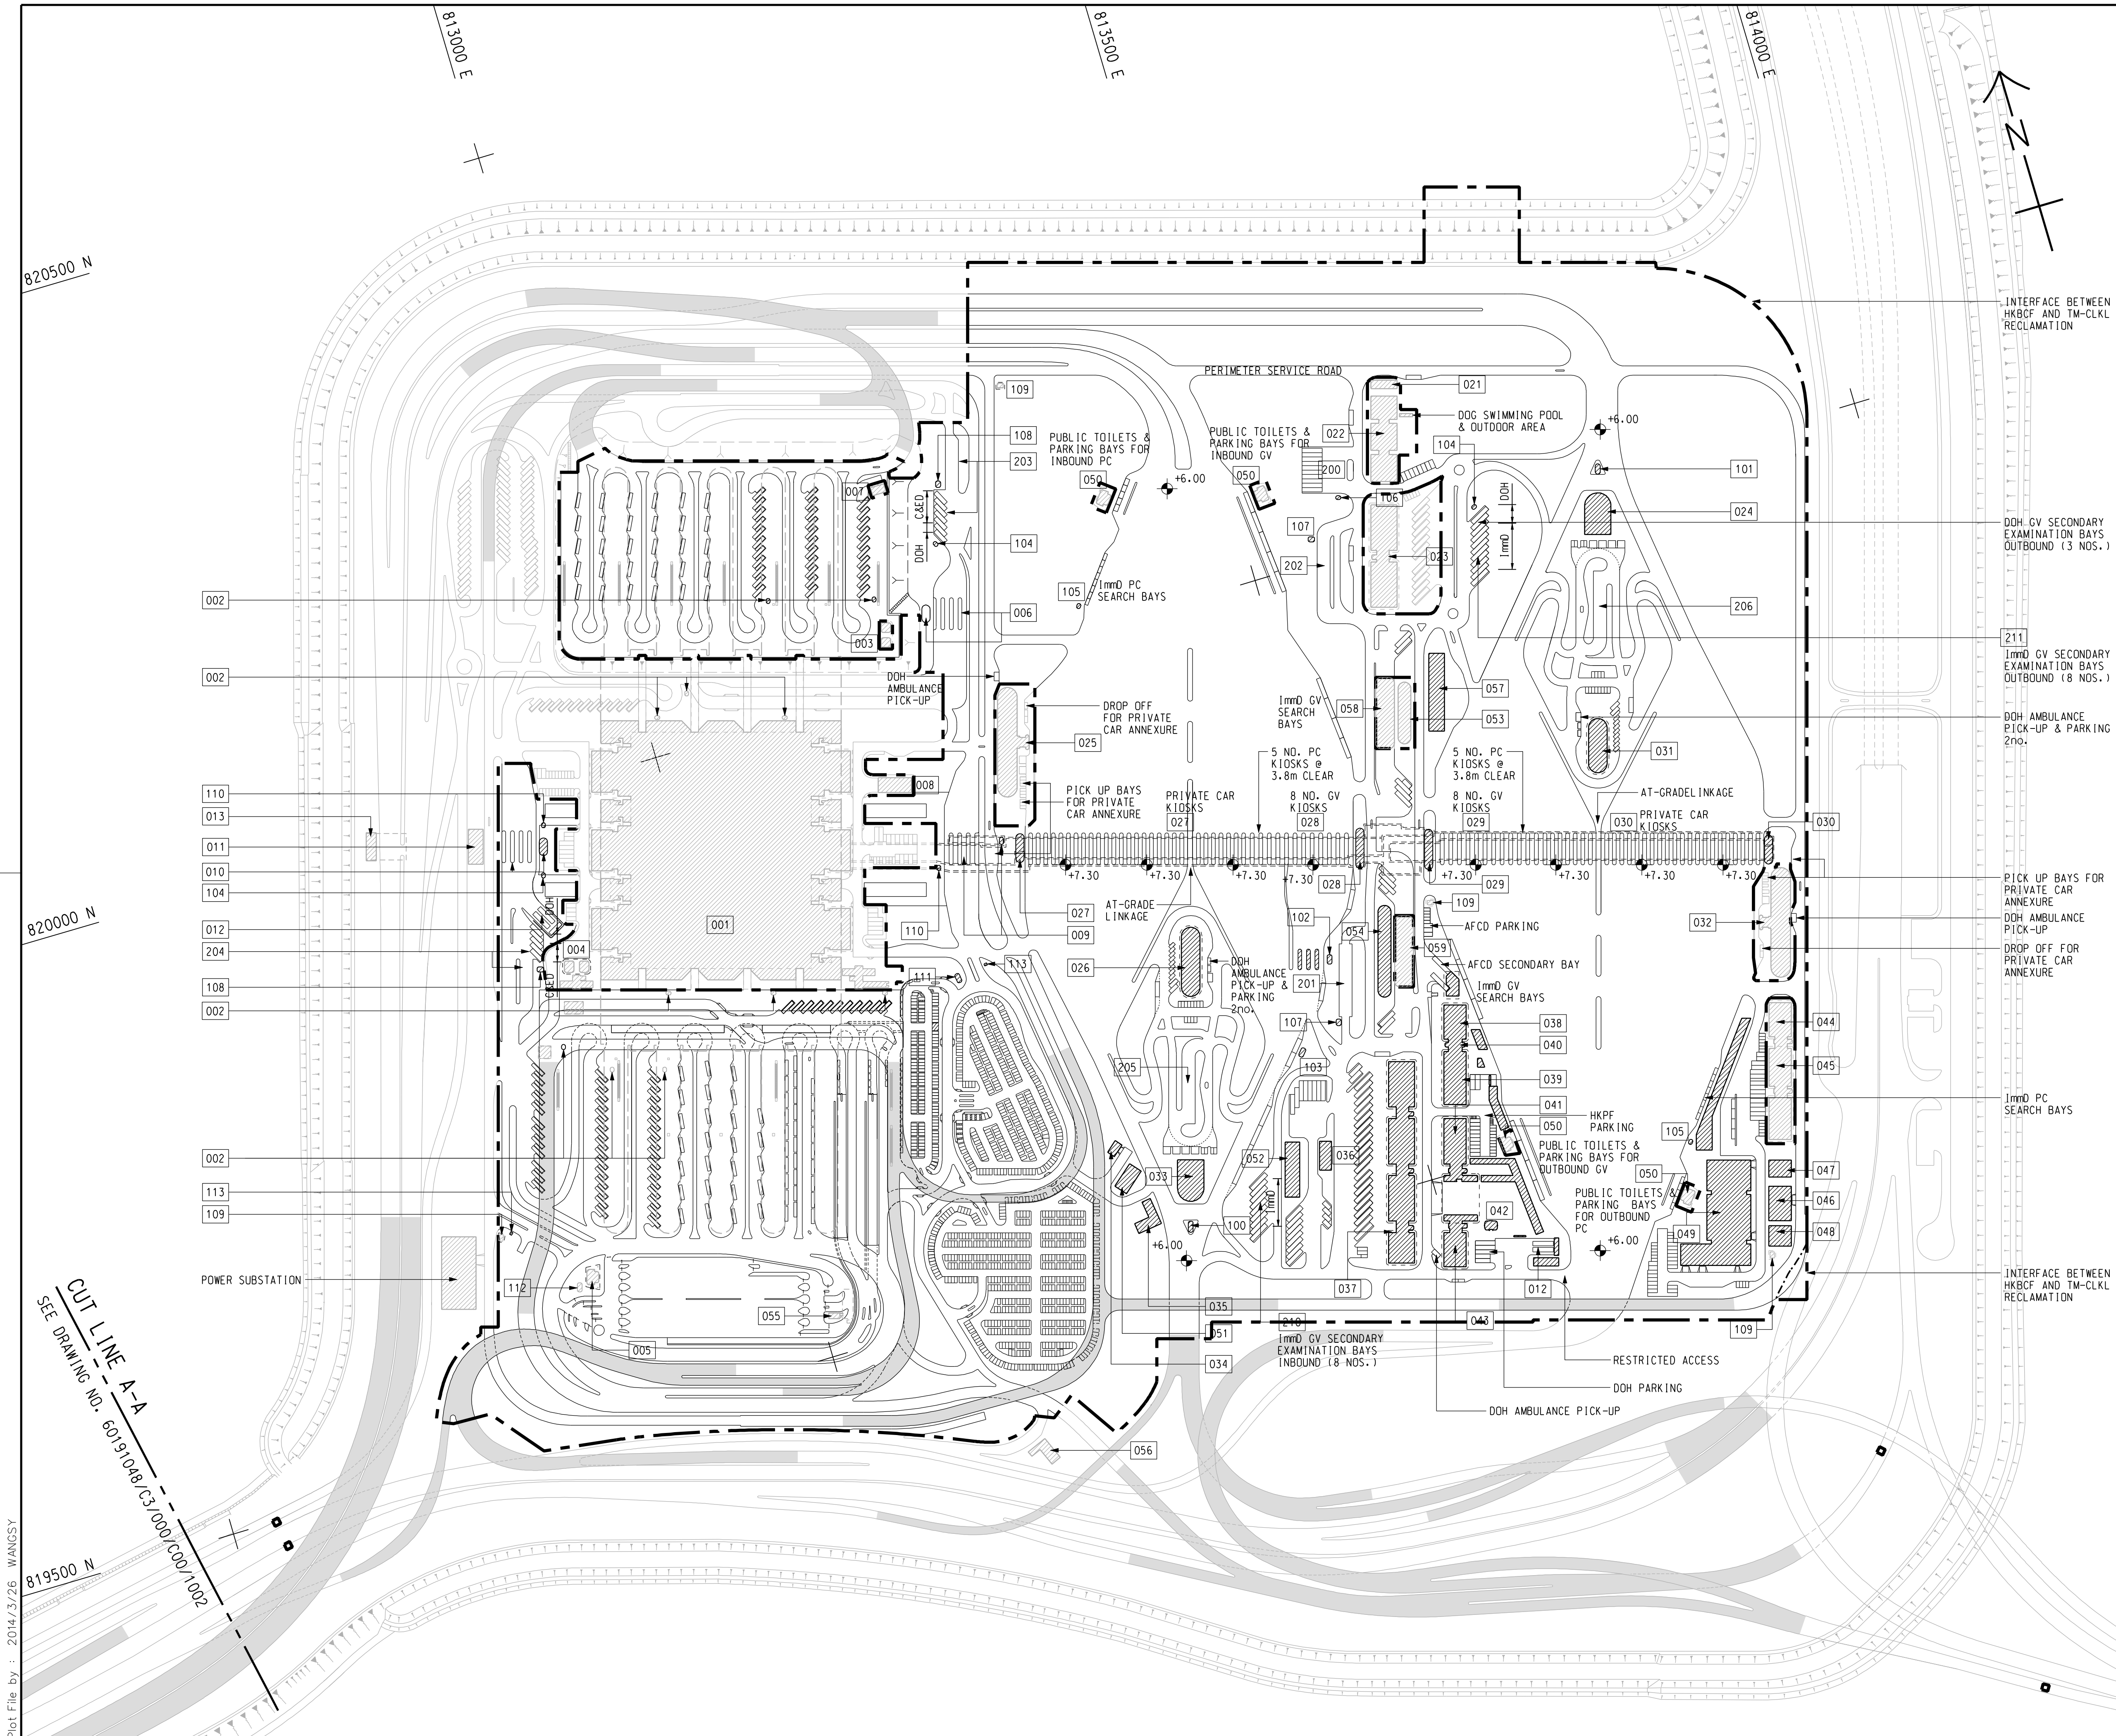 813000 E
813500 E
814000 E
N
820500 N
INTERFACE BETWEEN
HKBCF AND TM-CLKL
RECLAMATION
PERIMETER SERVICE ROAD
109
021
DOG SWIMMING POOL
& OUTDOOR AREA
+6.00
108
PUBLIC TOILETS &
PARKING BAYS FOR
INBOUND PC
PUBLIC TOILETS &
PARKING BAYS FOR
INBOUND GV
022
104
203
200
101
050
+6.00
050
007
C&ED
106
DOH
024
DOH GV SECONDARY
EXAMINATION BAYS
OUTBOUND (3 NOS.)
107
104
DOH
ImmD
023
202
105
ImmD PC
SEARCH BAYS
002
006
206
003
211
ImmD GV SECONDARY
EXAMINATION BAYS
OUTBOUND (8 NOS.)
002
DOH
AMBULANCE
PICK-UP
057
DROP OFF
FOR PRIVATE
CAR ANNEXURE
ImmD GV
SEARCH
BAYS
058
053
DOH AMBULANCE
PICK-UP & PARKING
2no.
025
031
5 NO. PC
KIOSKS @
3.8m CLEAR
5 NO. PC
KIOSKS @
3.8m CLEAR
110
008
PICK UP BAYS
FOR PRIVATE
CAR ANNEXURE
PRIVATE CAR
KIOSKS
027
8 NO. GV
KIOSKS
028
8 NO. GV
KIOSKS
029
AT-GRADELINKAGE
030
PRIVATE CAR
KIOSKS
030
013
011
010
+7.30
+7.30
+7.30
+7.30
+7.30
+7.30
+7.30
+7.30
028
029
PICK UP BAYS FOR
PRIVATE CAR
ANNEXURE
104
DOH
820000 N
027
AT-GRADE
LINKAGE
102
109
AFCD PARKING
032
DOH AMBULANCE
PICK-UP
012
001
110
009
054
204
004
059
DROP OFF FOR
PRIVATE CAR
ANNEXURE
026
DOH
AMBULANCE
PICK-UP &
PARKING
2no.
AFCD SECONDARY BAY
113
111
201
ImmD GV
SEARCH BAYS
108
C&ED
002
107
038
044
040
205
103
045
039
041
HKPF
PARKING
050
ImmD PC
SEARCH BAYS
105
PUBLIC TOILETS &
PARKING BAYS FOR
OUTBOUND GV
002
052
036
033
047
050
113
ImmD
PUBLIC TOILETS &
PARKING BAYS
FOR OUTBOUND
PC
046
109
100
042
049
048
+6.00
+6.00
POWER SUBSTATION
112
037
012
INTERFACE BETWEEN
HKBCF AND TM-CLKL
RECLAMATION
055
035
210
043
109
005
051
034
ImmD GV SECONDARY
EXAMINATION BAYS
INBOUND (8 NOS.)
RESTRICTED ACCESS
DOH PARKING
DOH AMBULANCE PICK-UP
056
CUT LINE A-A
SEE DRAWING NO. 60191048/C3/000/C00/1002
819500 N
Plot File by : 2014/3/26 WANGSY